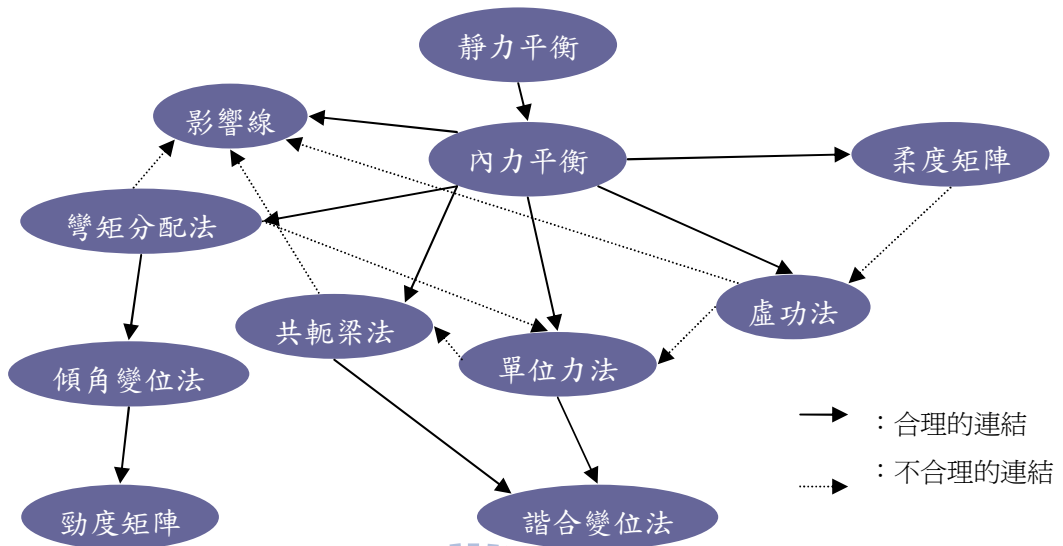 靜力平衡
影響線
內力平衡
柔度矩陣
彎矩分配法
虛功法
共軛梁法
單位力法
傾角變位法
：合理的連結
：不合理的連結
勁度矩陣
諧合變位法